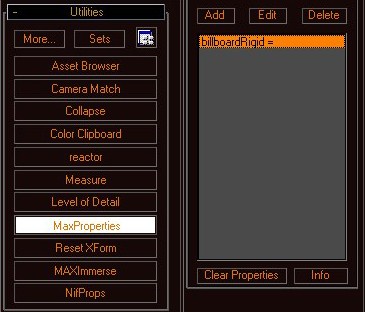 - Utilities
More... Sets
Asset Browser
Camera Match
Collapse
Color Clipboard
reactor
Measure
Level of Detail
MaxProperties
Reset XForm
MAXImmerse
NifProps
Add Edit Delete
billboardRigid =
Clear Properties Info